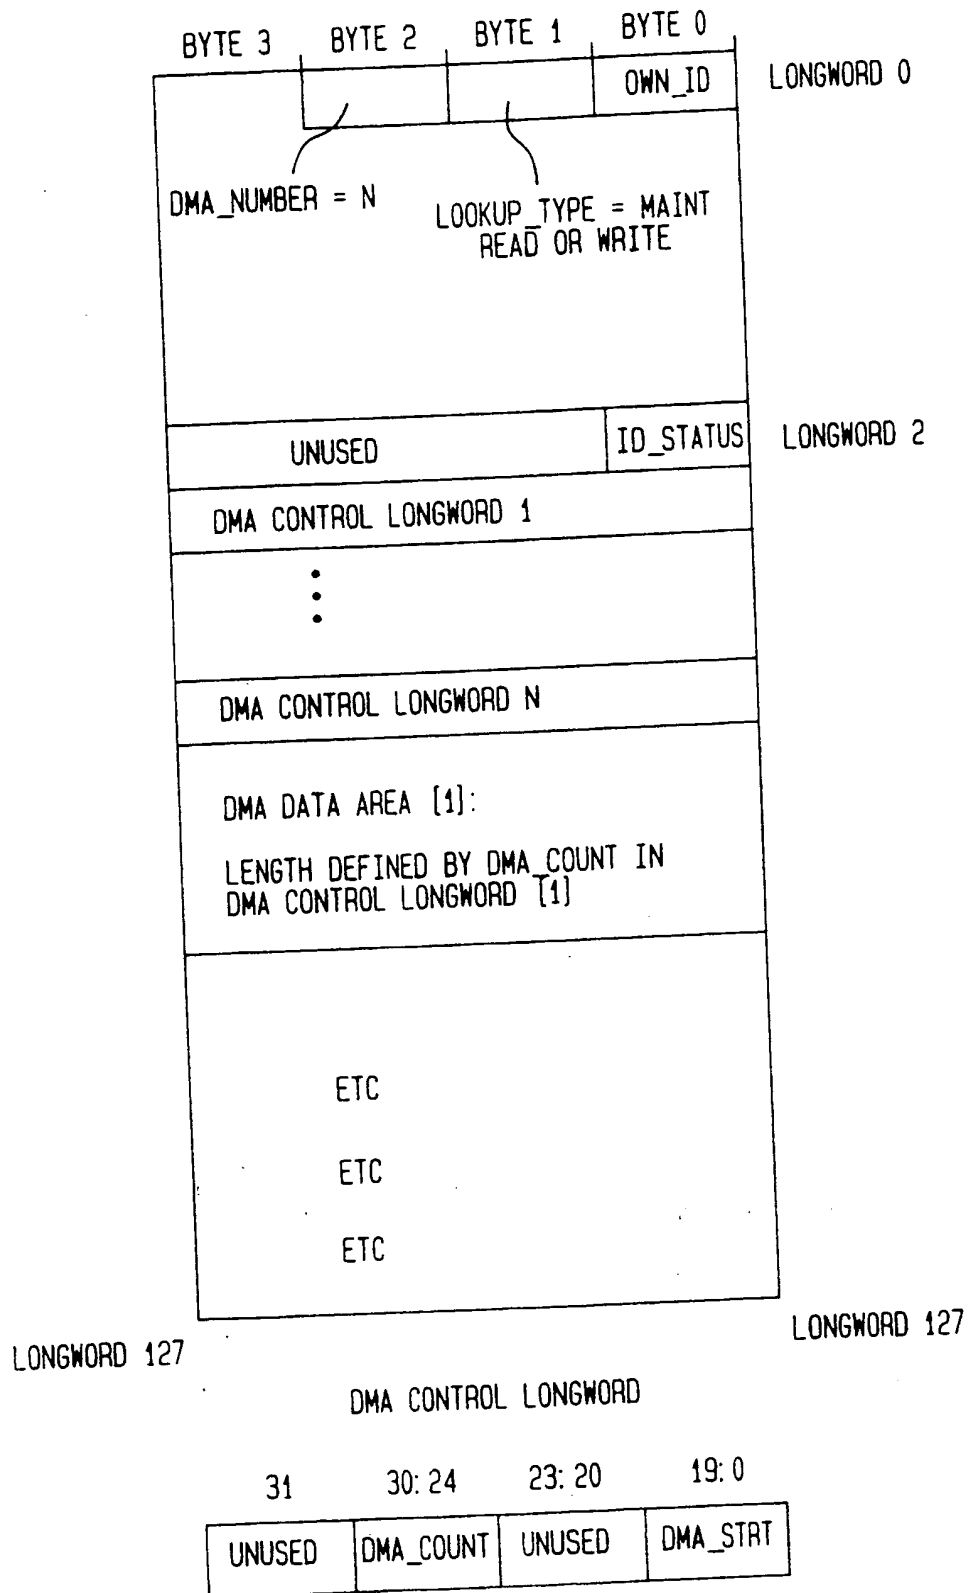 BYTE 3 BYTE 2 BYTE 1 BYTE 0
OWN_ID LONGWORD 0
DMA_NUMBER = N
LOOKUP_TYPE = MAINT
READ OR WRITE
UNUSED ID_STATUS LONGWORD 2
DMA CONTROL LONGWORD 1
DMA CONTROL LONGWORD N
DMA DATA AREA [1]:
LENGTH DEFINED BY DMA_COUNT IN
DMA CONTROL LONGWORD [1]
ETC
ETC
ETC
LONGWORD 127 LONGWORD 127
DMA CONTROL LONGWORD
31 30:24 23:20 19:0
UNUSED DMA_COUNT UNUSED DMA_STRT